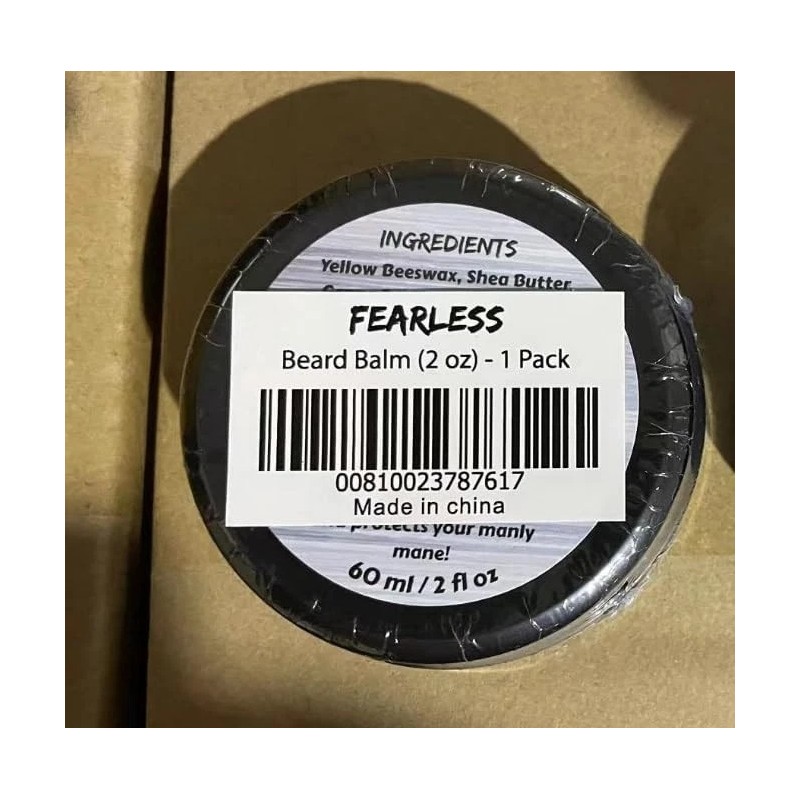 INGREDIENTS
Yellow Beeswax, Shea Butter,
FEARLESS
Beard Balm (2 oz) - 1 Pack
00810023787617
Made in china
protects your manly
mane!
60 ml / 2 fl oz